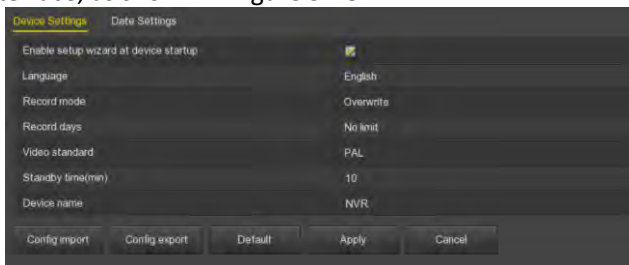 Device Settings Date Settings
Enable setup wizard at device startup
Language English
Record mode Overwrite
Record days No limit
Video standard PAL
Standby time(min) 10
Device name NVR
Config import Config export Default Apply Cancel